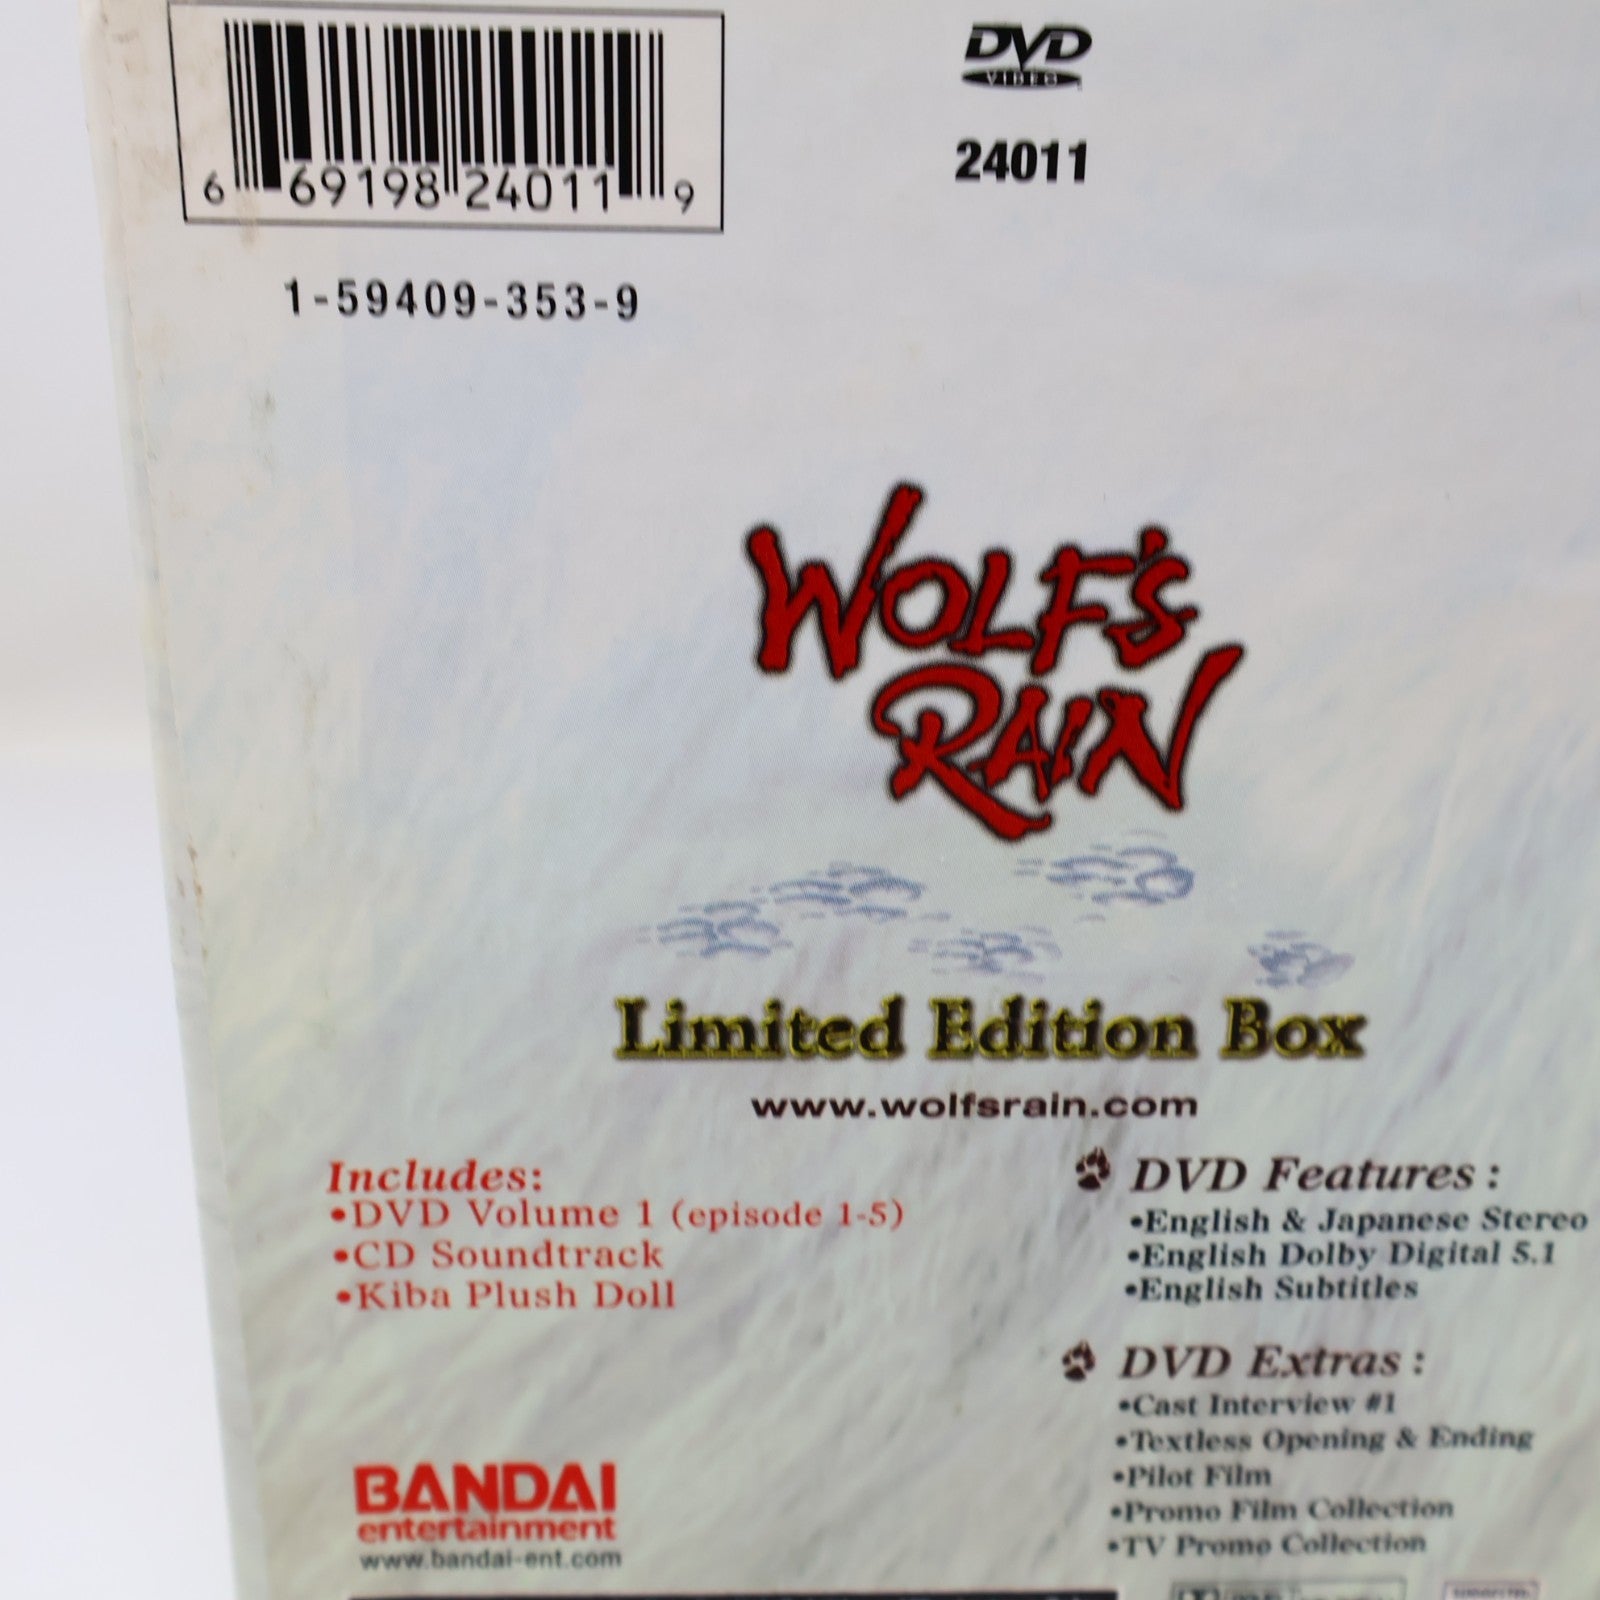 6 69198 24011 9
1-59409-353-9
DVD
VIDEO
24011
WOLF'S
RAIN
Limited Edition Box
www.wolfsrain.com
Includes:
•DVD Volume 1 (episode 1-5)
•CD Soundtrack
•Kiba Plush Doll
DVD Features:
•English & Japanese Stereo
•English Dolby Digital 5.1
•English Subtitles
DVD Extras:
•Cast Interview #1
•Textless Opening & Ending
•Pilot Film
•Promo Film Collection
•TV Promo Collection
BANDAI
entertainment
www.bandai-ent.com